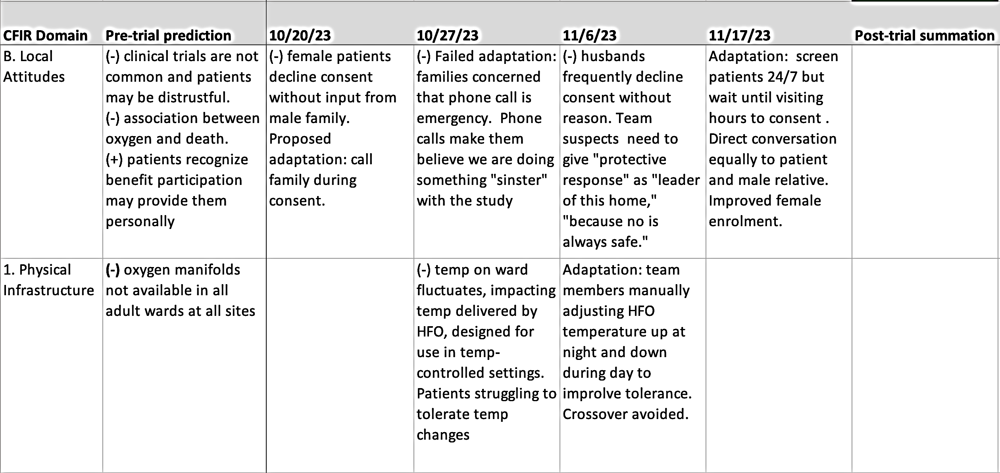 CFIR Domain
Pre-trial prediction
10/20/23
10/27/23
11/6/23
11/17/23
Post-trial summation
B. Local
Attitudes
(-) clinical trials are not
common and patients
may be distrustful.
(-) association between
oxygen and death.
(+) patients recognize
benefit participation
may provide them
personally
(-) female patients
decline consent
without input from
male family.
Proposed
adaptation: call
family during
consent.
(-) Failed adaptation:
families concerned
that phone call is
emergency.  Phone
calls make them
believe we are doing
something "sinster"
with the study
(-) husbands
frequently decline
consent without
reason. Team
suspects  need to
give "protective
response" as "leader
of this home,"
"because no is
always safe."
Adaptation:  screen
patients 24/7 but
wait until visiting
hours to consent .
Direct conversation
equally to patient
and male relative.
Improved female
enrolment.
1. Physical
Infrastructure
(-) oxygen manifolds
not available in all
adult wards at all sites
(-) temp on ward
fluctuates, impacting
temp delivered by
HFO, designed for
use in temp-
controlled settings.
Patients struggling to
tolerate temp
changes
Adaptation: team
members manually
adjusting HFO
temperature up at
night and down
during day to
improlve tolerance.
Crossover avoided.